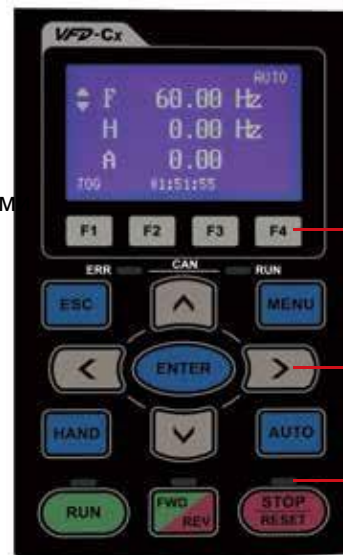 VFD-Cx
AUTO
F 60.00 Hz
H 0.00 Hz
A 0.00
TOG 01:51:55
M
F1 F2 F3 F4
ERR CAN RUN
ESC MENU
ENTER
HAND AUTO
RUN FWD REV STOP RESET